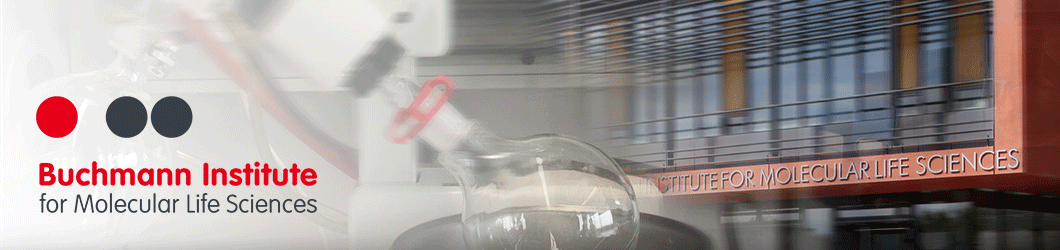 Buchmann Institute
for Molecular Life Sciences
INSTITUTE FOR MOLECULAR LIFE SCIENCES